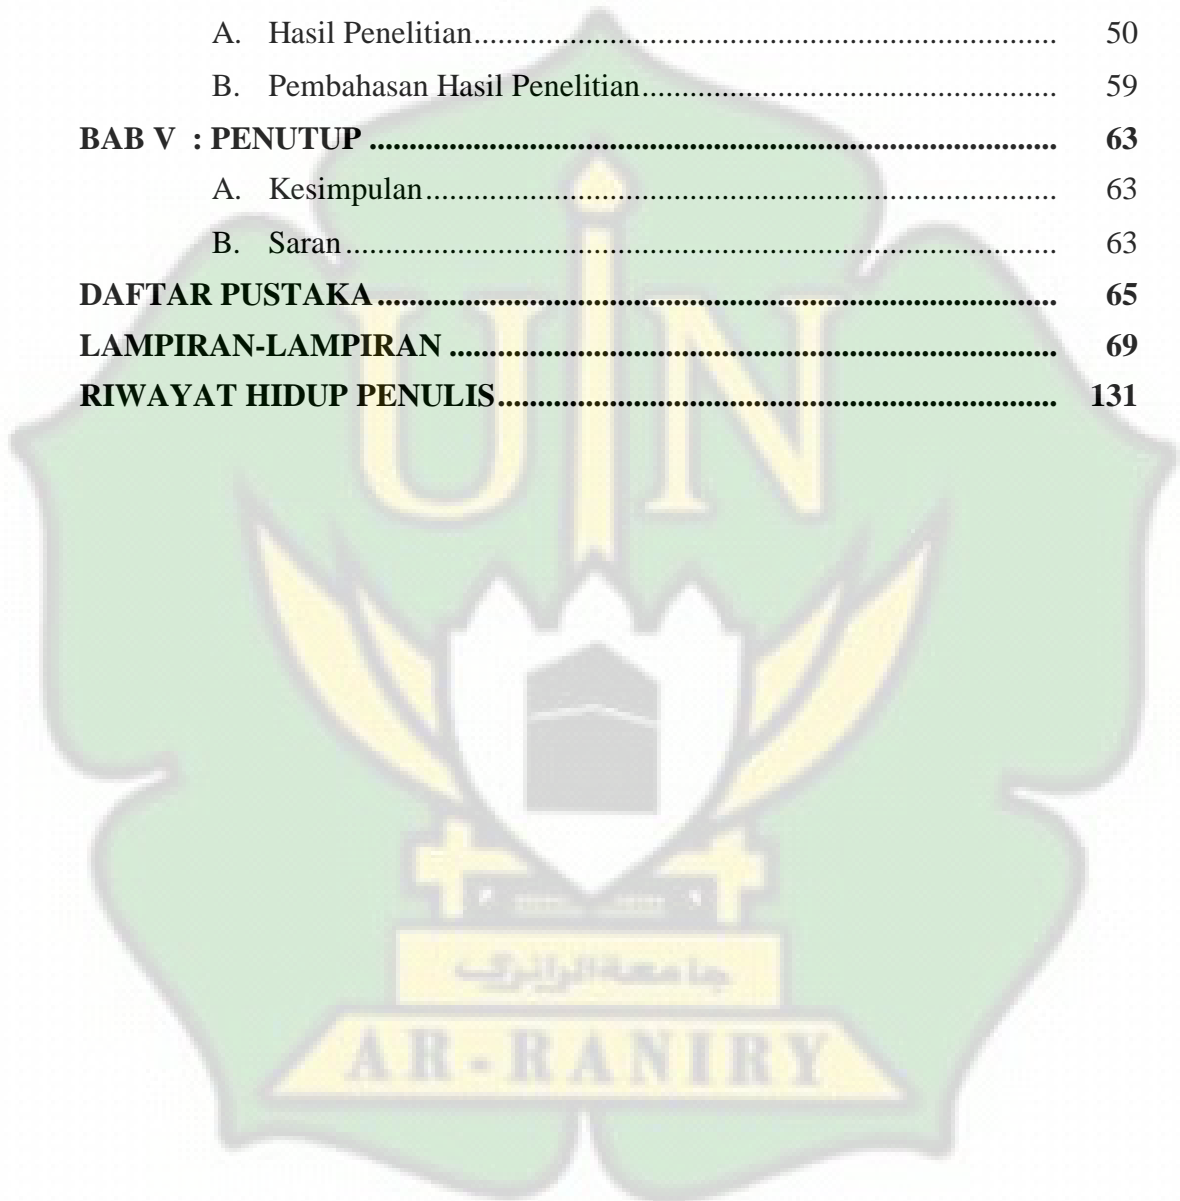 A. Hasil Penelitian........................................................................ 50
B. Pembahasan Hasil Penelitian.................................................... 59
BAB V : PENUTUP ...................................................................................... 63
A. Kesimpulan............................................................................... 63
B. Saran......................................................................................... 63
DAFTAR PUSTAKA ..................................................................................... 65
LAMPIRAN-LAMPIRAN ............................................................................ 69
RIWAYAT HIDUP PENULIS...................................................................... 131
UIN
جامعة الرانري
AR-RANIRY